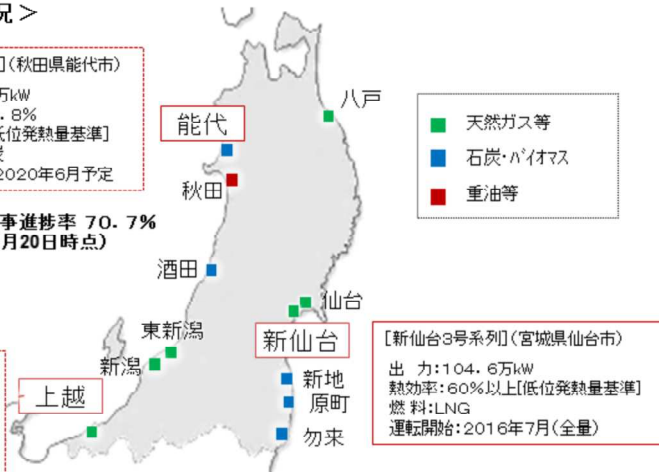 況＞
］(秋田県能代市)
万kW
．8%
低位発熱量基準］
炭
2020年6月予定
事進捗率 70．7%
月20日時点）
能代
八戸
天然ガス等
石炭・バイオマス
重油等
秋田
酒田
仙台
東新潟
新仙台
新潟
上越
新地
原町
勿来
［新仙台3号系列］(宮城県仙台市)
出　力：104．6万kW
熱効率：60%以上［低位発熱量基準］
燃 料：LNG
運転開始：2016年7月(全量)